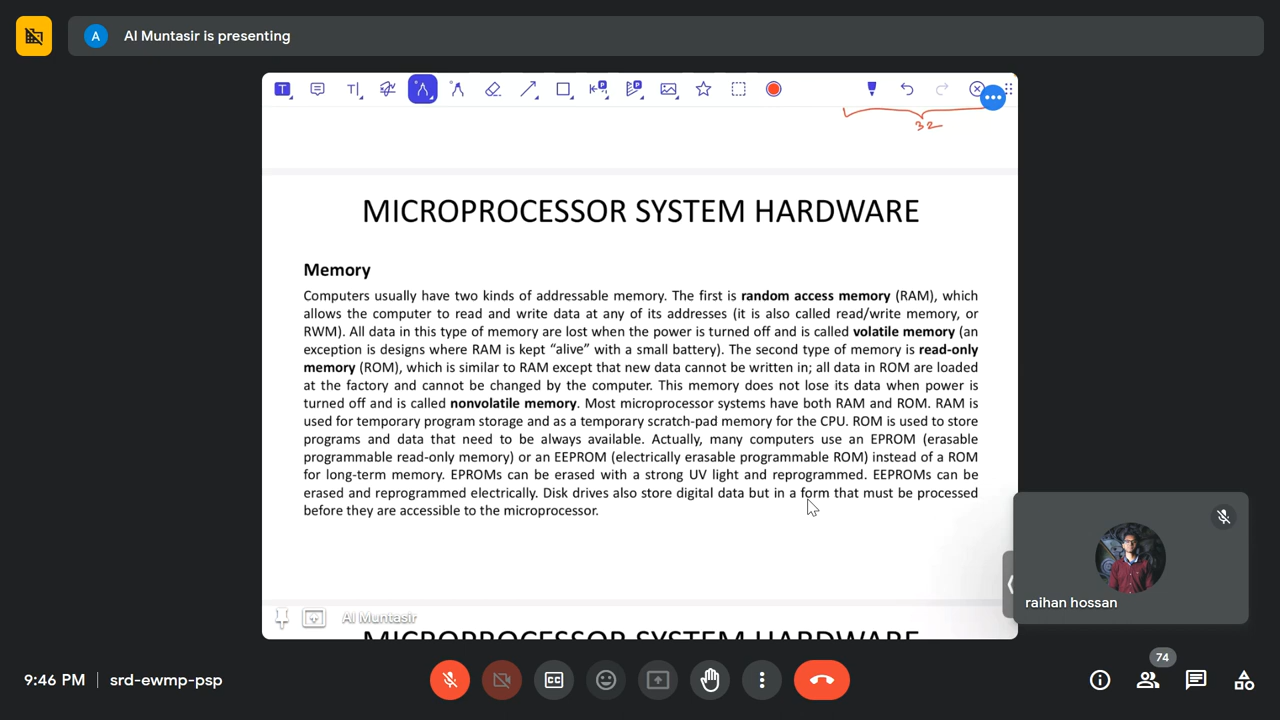 A
Al Muntasir is presenting
T
T
P
P
32
MICROPROCESSOR SYSTEM HARDWARE
Memory
Computers usually have two kinds of addressable memory. The first is random access memory (RAM), which
allows the computer to read and write data at any of its addresses (it is also called read/write memory, or
RWM). All data in this type of memory are lost when the power is turned off and is called volatile memory (an
exception is designs where RAM is kept “alive” with a small battery). The second type of memory is read-only
memory (ROM), which is similar to RAM except that new data cannot be written in; all data in ROM are loaded
at the factory and cannot be changed by the computer. This memory does not lose its data when power is
turned off and is called nonvolatile memory. Most microprocessor systems have both RAM and ROM. RAM is
used for temporary program storage and as a temporary scratch-pad memory for the CPU. ROM is used to store
programs and data that need to be always available. Actually, many computers use an EPROM (erasable
programmable read-only memory) or an EEPROM (electrically erasable programmable ROM) instead of a ROM
for long-term memory. EPROMs can be erased with a strong UV light and reprogrammed. EEPROMs can be
erased and reprogrammed electrically. Disk drives also store digital data but in a form that must be processed
before they are accessible to the microprocessor.
raihan hossan
Al Muntasir
MICROPROCESSOR SYSTEM HARDWARE
74
9:46 PM | srd-ewmp-psp
CC